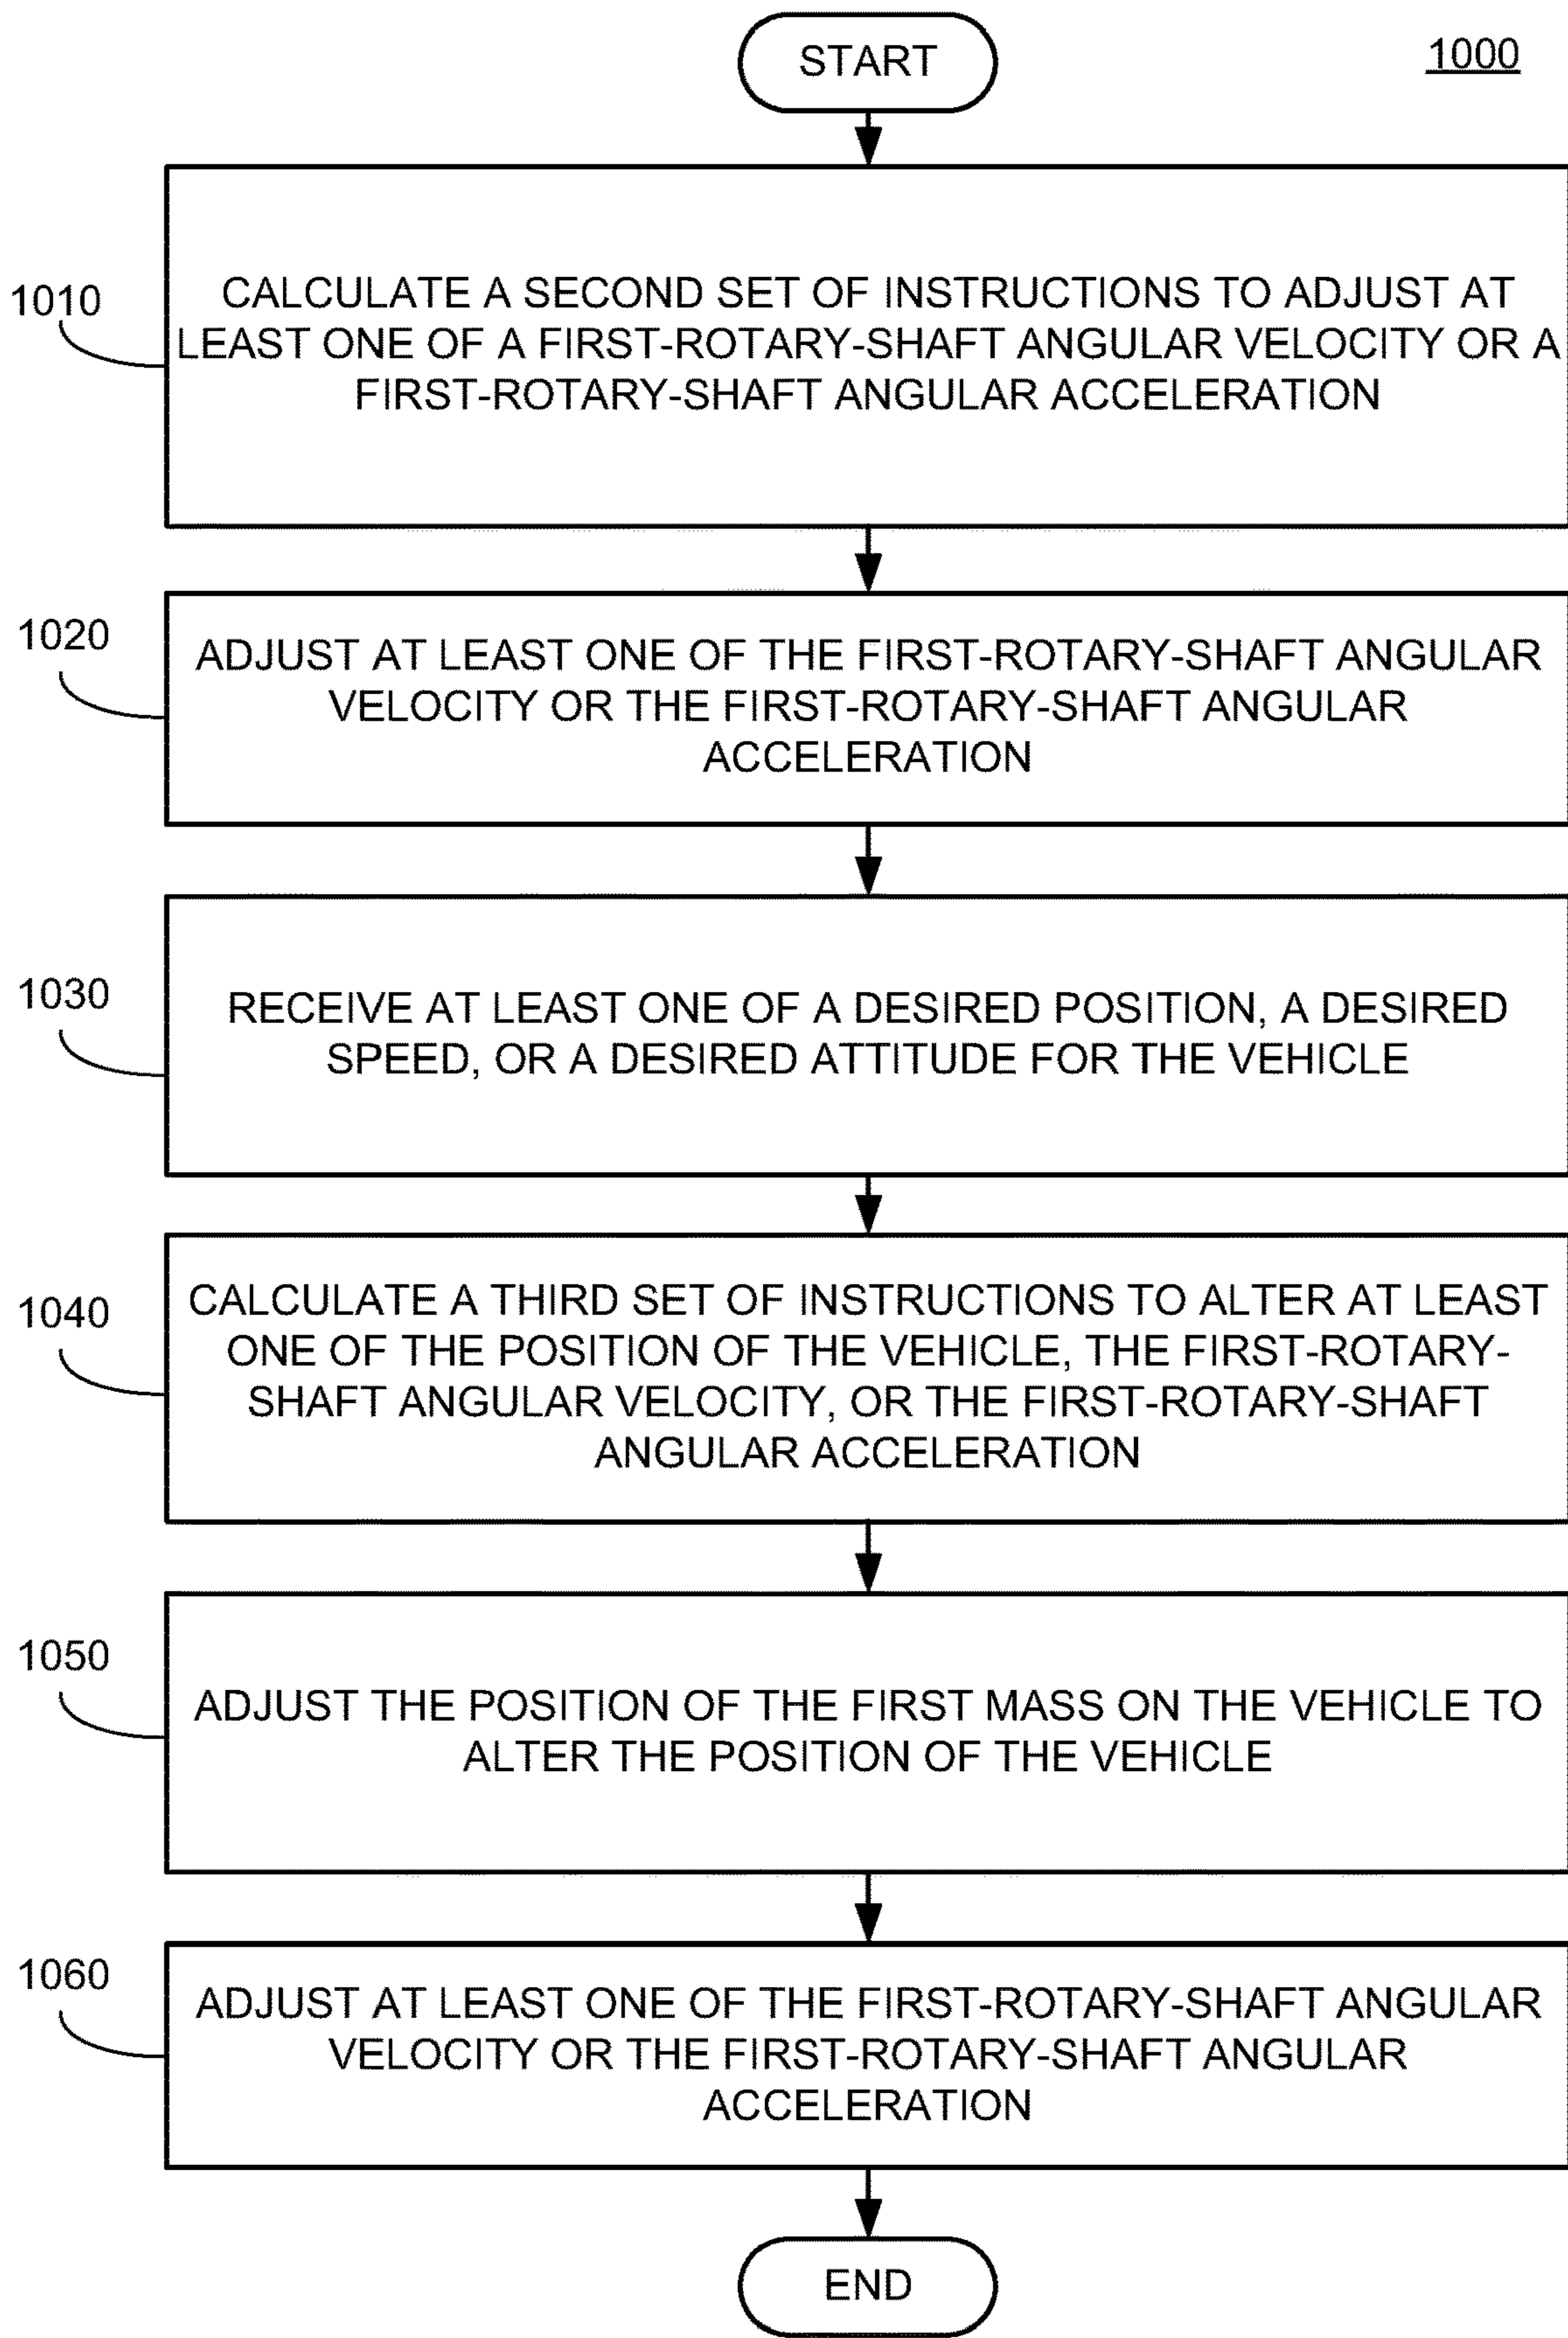 START
1000
1010
CALCULATE A SECOND SET OF INSTRUCTIONS TO ADJUST AT
LEAST ONE OF A FIRST-ROTARY-SHAFT ANGULAR VELOCITY OR A
FIRST-ROTARY-SHAFT ANGULAR ACCELERATION
1020
ADJUST AT LEAST ONE OF THE FIRST-ROTARY-SHAFT ANGULAR
VELOCITY OR THE FIRST-ROTARY-SHAFT ANGULAR
ACCELERATION
1030
RECEIVE AT LEAST ONE OF A DESIRED POSITION, A DESIRED
SPEED, OR A DESIRED ATTITUDE FOR THE VEHICLE
1040
CALCULATE A THIRD SET OF INSTRUCTIONS TO ALTER AT LEAST
ONE OF THE POSITION OF THE VEHICLE, THE FIRST-ROTARY-
SHAFT ANGULAR VELOCITY, OR THE FIRST-ROTARY-SHAFT
ANGULAR ACCELERATION
1050
ADJUST THE POSITION OF THE FIRST MASS ON THE VEHICLE TO
ALTER THE POSITION OF THE VEHICLE
1060
ADJUST AT LEAST ONE OF THE FIRST-ROTARY-SHAFT ANGULAR
VELOCITY OR THE FIRST-ROTARY-SHAFT ANGULAR
ACCELERATION
END